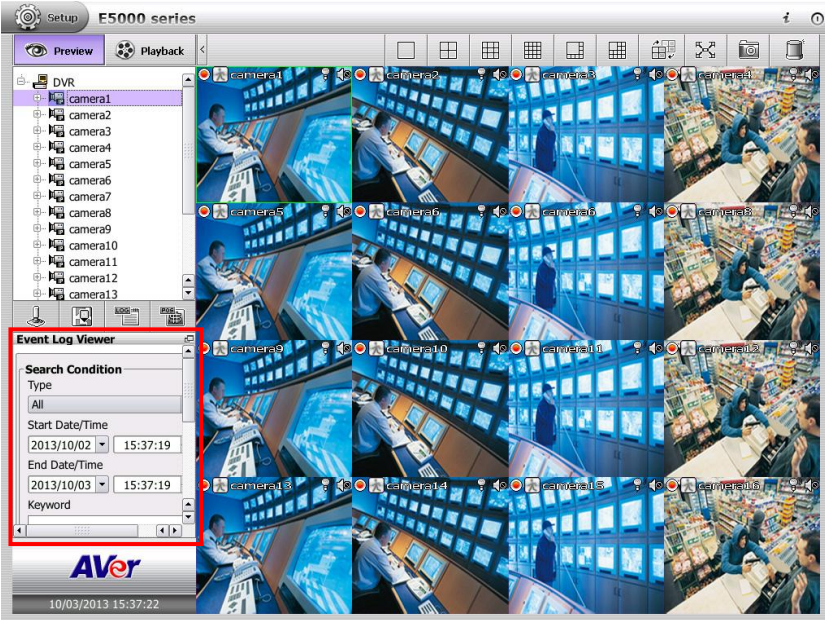 Setup E5000 series i
Preview Playback <
camera1 camera2 camera3 camera4
DVR
camera1
camera2
camera3
camera4
camera5
camera6
camera7
camera8
camera9
camera10
camera11
camera12
camera13
camera5 camera6 camera6 camera8
LOG POS
Event Log Viewer
camera9 camera10 camera11 camera12
Search Condition
Type
All
Start Date/Time
2013/10/02 15:37:19
End Date/Time
2013/10/03 15:37:19
Keyword
camera13 camera14 camera15 camera16
AVer
10/03/2013 15:37:22